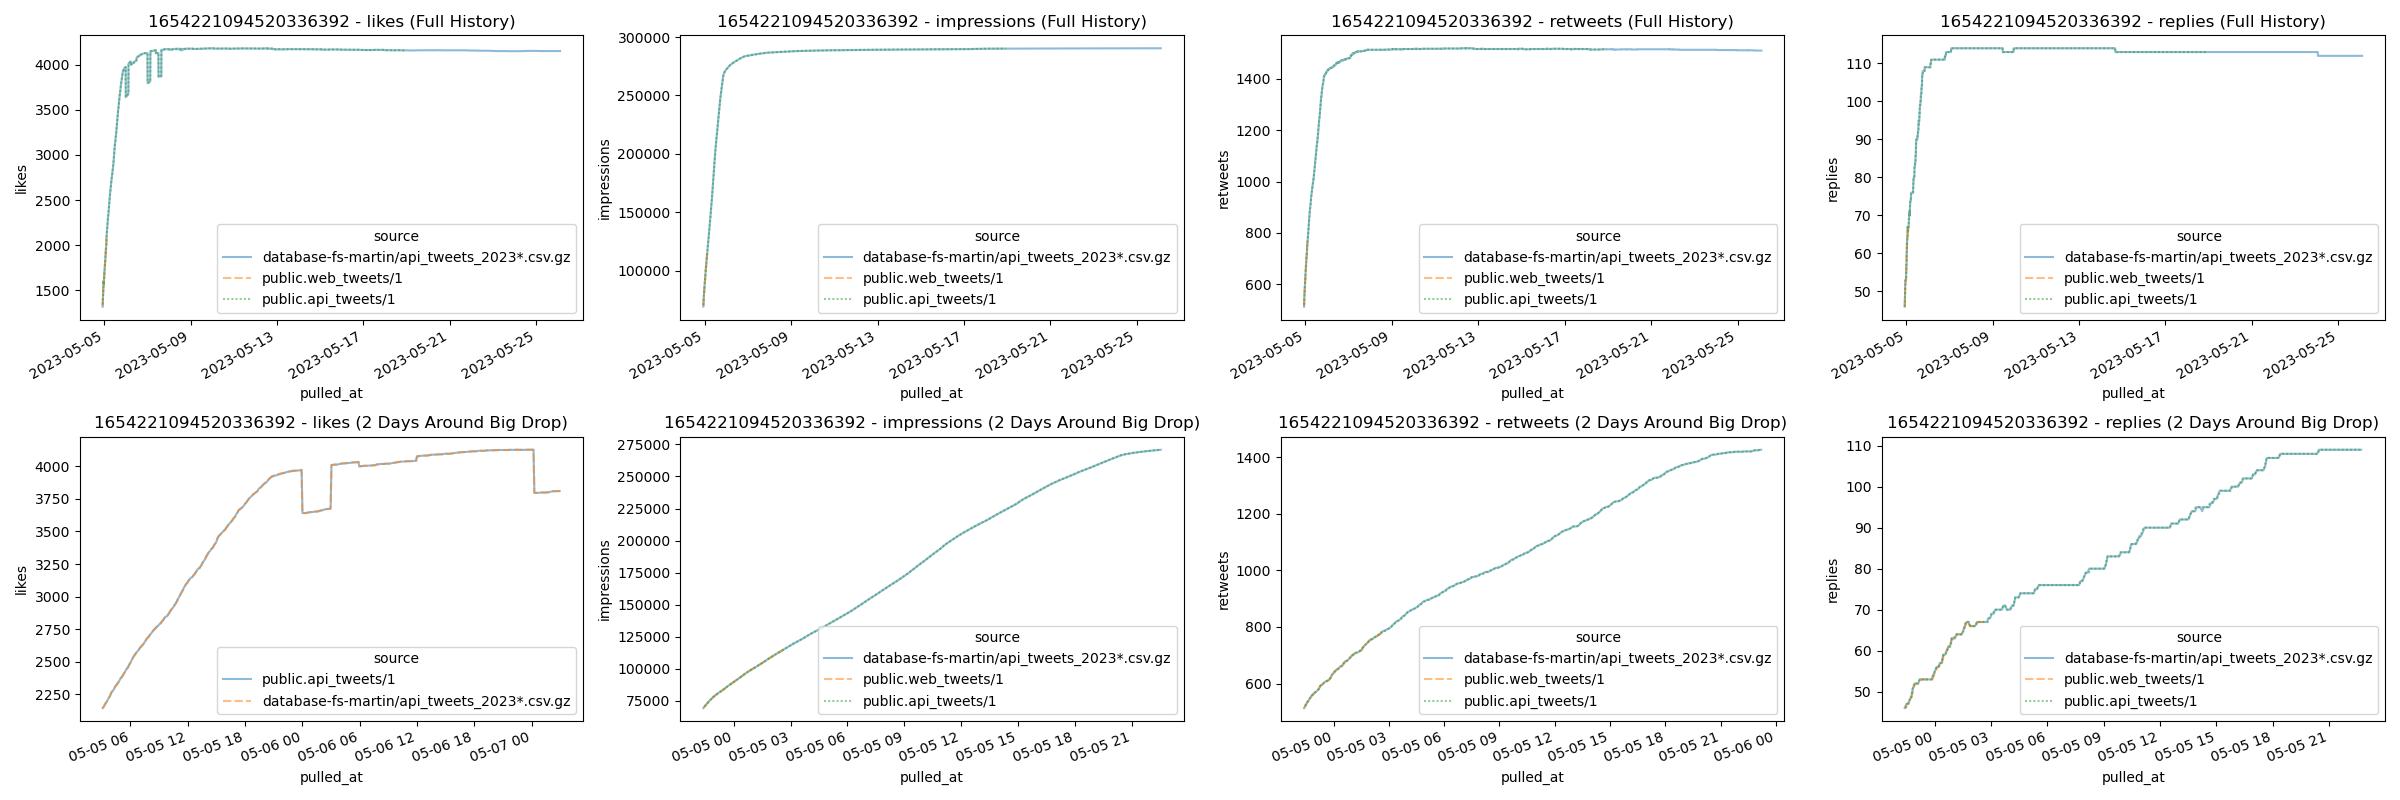 1654221094520336392 - likes (Full History)
4000
3500
3000
2500
2000
1500
likes
source
database-fs-martin/api_tweets_2023*.csv.gz
public.web_tweets/1
public.api_tweets/1
2023-05-05
2023-05-09
2023-05-13
2023-05-17
2023-05-21
2023-05-25
pulled_at
1654221094520336392 - impressions (Full History)
300000
250000
200000
150000
100000
impressions
source
database-fs-martin/api_tweets_2023*.csv.gz
public.web_tweets/1
public.api_tweets/1
2023-05-05
2023-05-09
2023-05-13
2023-05-17
2023-05-21
2023-05-25
pulled_at
1654221094520336392 - retweets (Full History)
1400
1200
1000
800
600
retweets
source
database-fs-martin/api_tweets_2023*.csv.gz
public.web_tweets/1
public.api_tweets/1
2023-05-05
2023-05-09
2023-05-13
2023-05-17
2023-05-21
2023-05-25
pulled_at
1654221094520336392 - replies (Full History)
110
100
90
80
70
60
50
replies
source
database-fs-martin/api_tweets_2023*.csv.gz
public.web_tweets/1
public.api_tweets/1
2023-05-05
2023-05-09
2023-05-13
2023-05-17
2023-05-21
2023-05-25
pulled_at
1654221094520336392 - likes (2 Days Around Big Drop)
4000
3750
3500
3250
3000
2750
2500
2250
likes
source
public.api_tweets/1
database-fs-martin/api_tweets_2023*.csv.gz
05-05 06
05-05 12
05-05 18
05-06 00
05-06 06
05-06 12
05-06 18
05-07 00
pulled_at
1654221094520336392 - impressions (2 Days Around Big Drop)
275000
250000
225000
200000
175000
150000
125000
100000
75000
impressions
source
database-fs-martin/api_tweets_2023*.csv.gz
public.web_tweets/1
public.api_tweets/1
05-05 00
05-05 03
05-05 06
05-05 09
05-05 12
05-05 15
05-05 18
05-05 21
pulled_at
1654221094520336392 - retweets (2 Days Around Big Drop)
1400
1200
1000
800
600
retweets
source
database-fs-martin/api_tweets_2023*.csv.gz
public.web_tweets/1
public.api_tweets/1
05-05 00
05-05 03
05-05 06
05-05 09
05-05 12
05-05 15
05-05 18
05-05 21
05-06 00
pulled_at
1654221094520336392 - replies (2 Days Around Big Drop)
110
100
90
80
70
60
50
replies
source
database-fs-martin/api_tweets_2023*.csv.gz
public.web_tweets/1
public.api_tweets/1
05-05 00
05-05 03
05-05 06
05-05 09
05-05 12
05-05 15
05-05 18
05-05 21
pulled_at